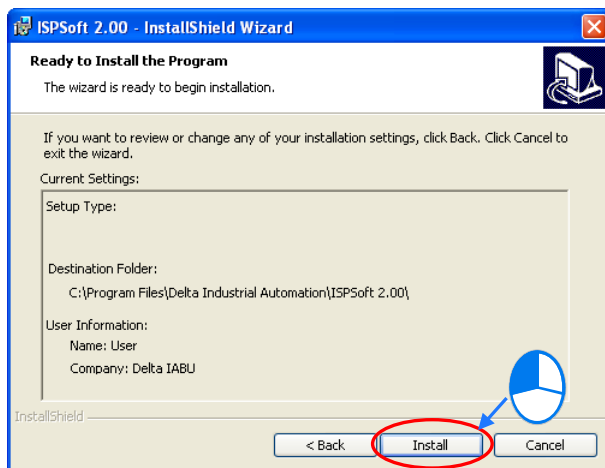 ISPSoft 2.00 - InstallShield Wizard
Ready to Install the Program
The wizard is ready to begin installation.
If you want to review or change any of your installation settings, click Back. Click Cancel to
exit the wizard.
Current Settings:
Setup Type:
Destination Folder:
C:\Program Files\Delta Industrial Automation\ISPSoft 2.00\
User Information:
Name: User
Company: Delta IABU
InstallShield
< Back Install Cancel